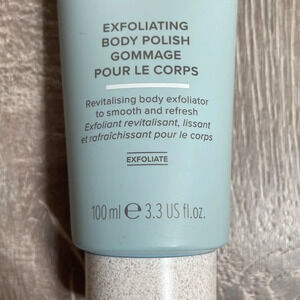 EXFOLIATING
BODY POLISH
GOMMAGE
POUR LE CORPS
Revitalising body exfoliator
to smooth and refresh
Exfoliant revitalisant, lissant
et rafraîchissant pour le corps
EXFOLIATE
100 ml ℮ 3.3 US fl.oz.